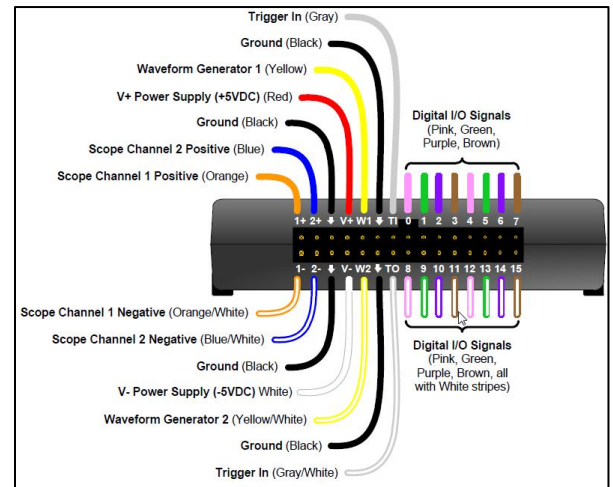 Trigger In (Gray)
Ground (Black)
Waveform Generator 1 (Yellow)
V+ Power Supply (+5VDC) (Red)
Ground (Black)
Scope Channel 2 Positive (Blue)
Scope Channel 1 Positive (Orange)
Digital I/O Signals
(Pink, Green,
Purple, Brown)
1+ 2+ V+ W1 TI 0 1 2 3 4 5 6 7
1- 2- V- W2 TO 8 9 10 11 12 13 14 15
Scope Channel 1 Negative (Orange/White)
Scope Channel 2 Negative (Blue/White)
Ground (Black)
V- Power Supply (-5VDC) White)
Waveform Generator 2 (Yellow/White)
Ground (Black)
Trigger In (Gray/White)
Digital I/O Signals
(Pink, Green,
Purple, Brown, all
with White stripes)